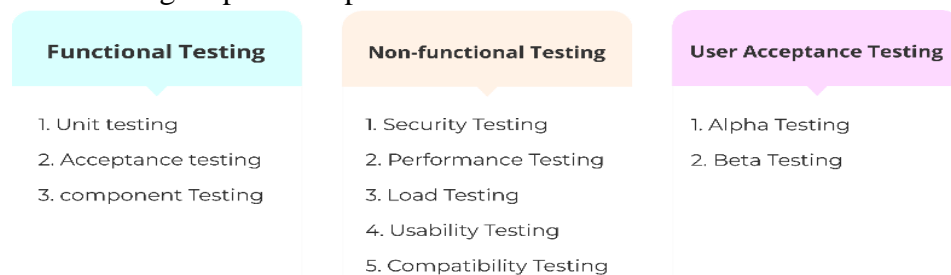 Functional Testing
1. Unit testing
2. Acceptance testing
3. component Testing
Non-functional Testing
1. Security Testing
2. Performance Testing
3. Load Testing
4. Usability Testing
5. Compatibility Testing
User Acceptance Testing
1. Alpha Testing
2. Beta Testing